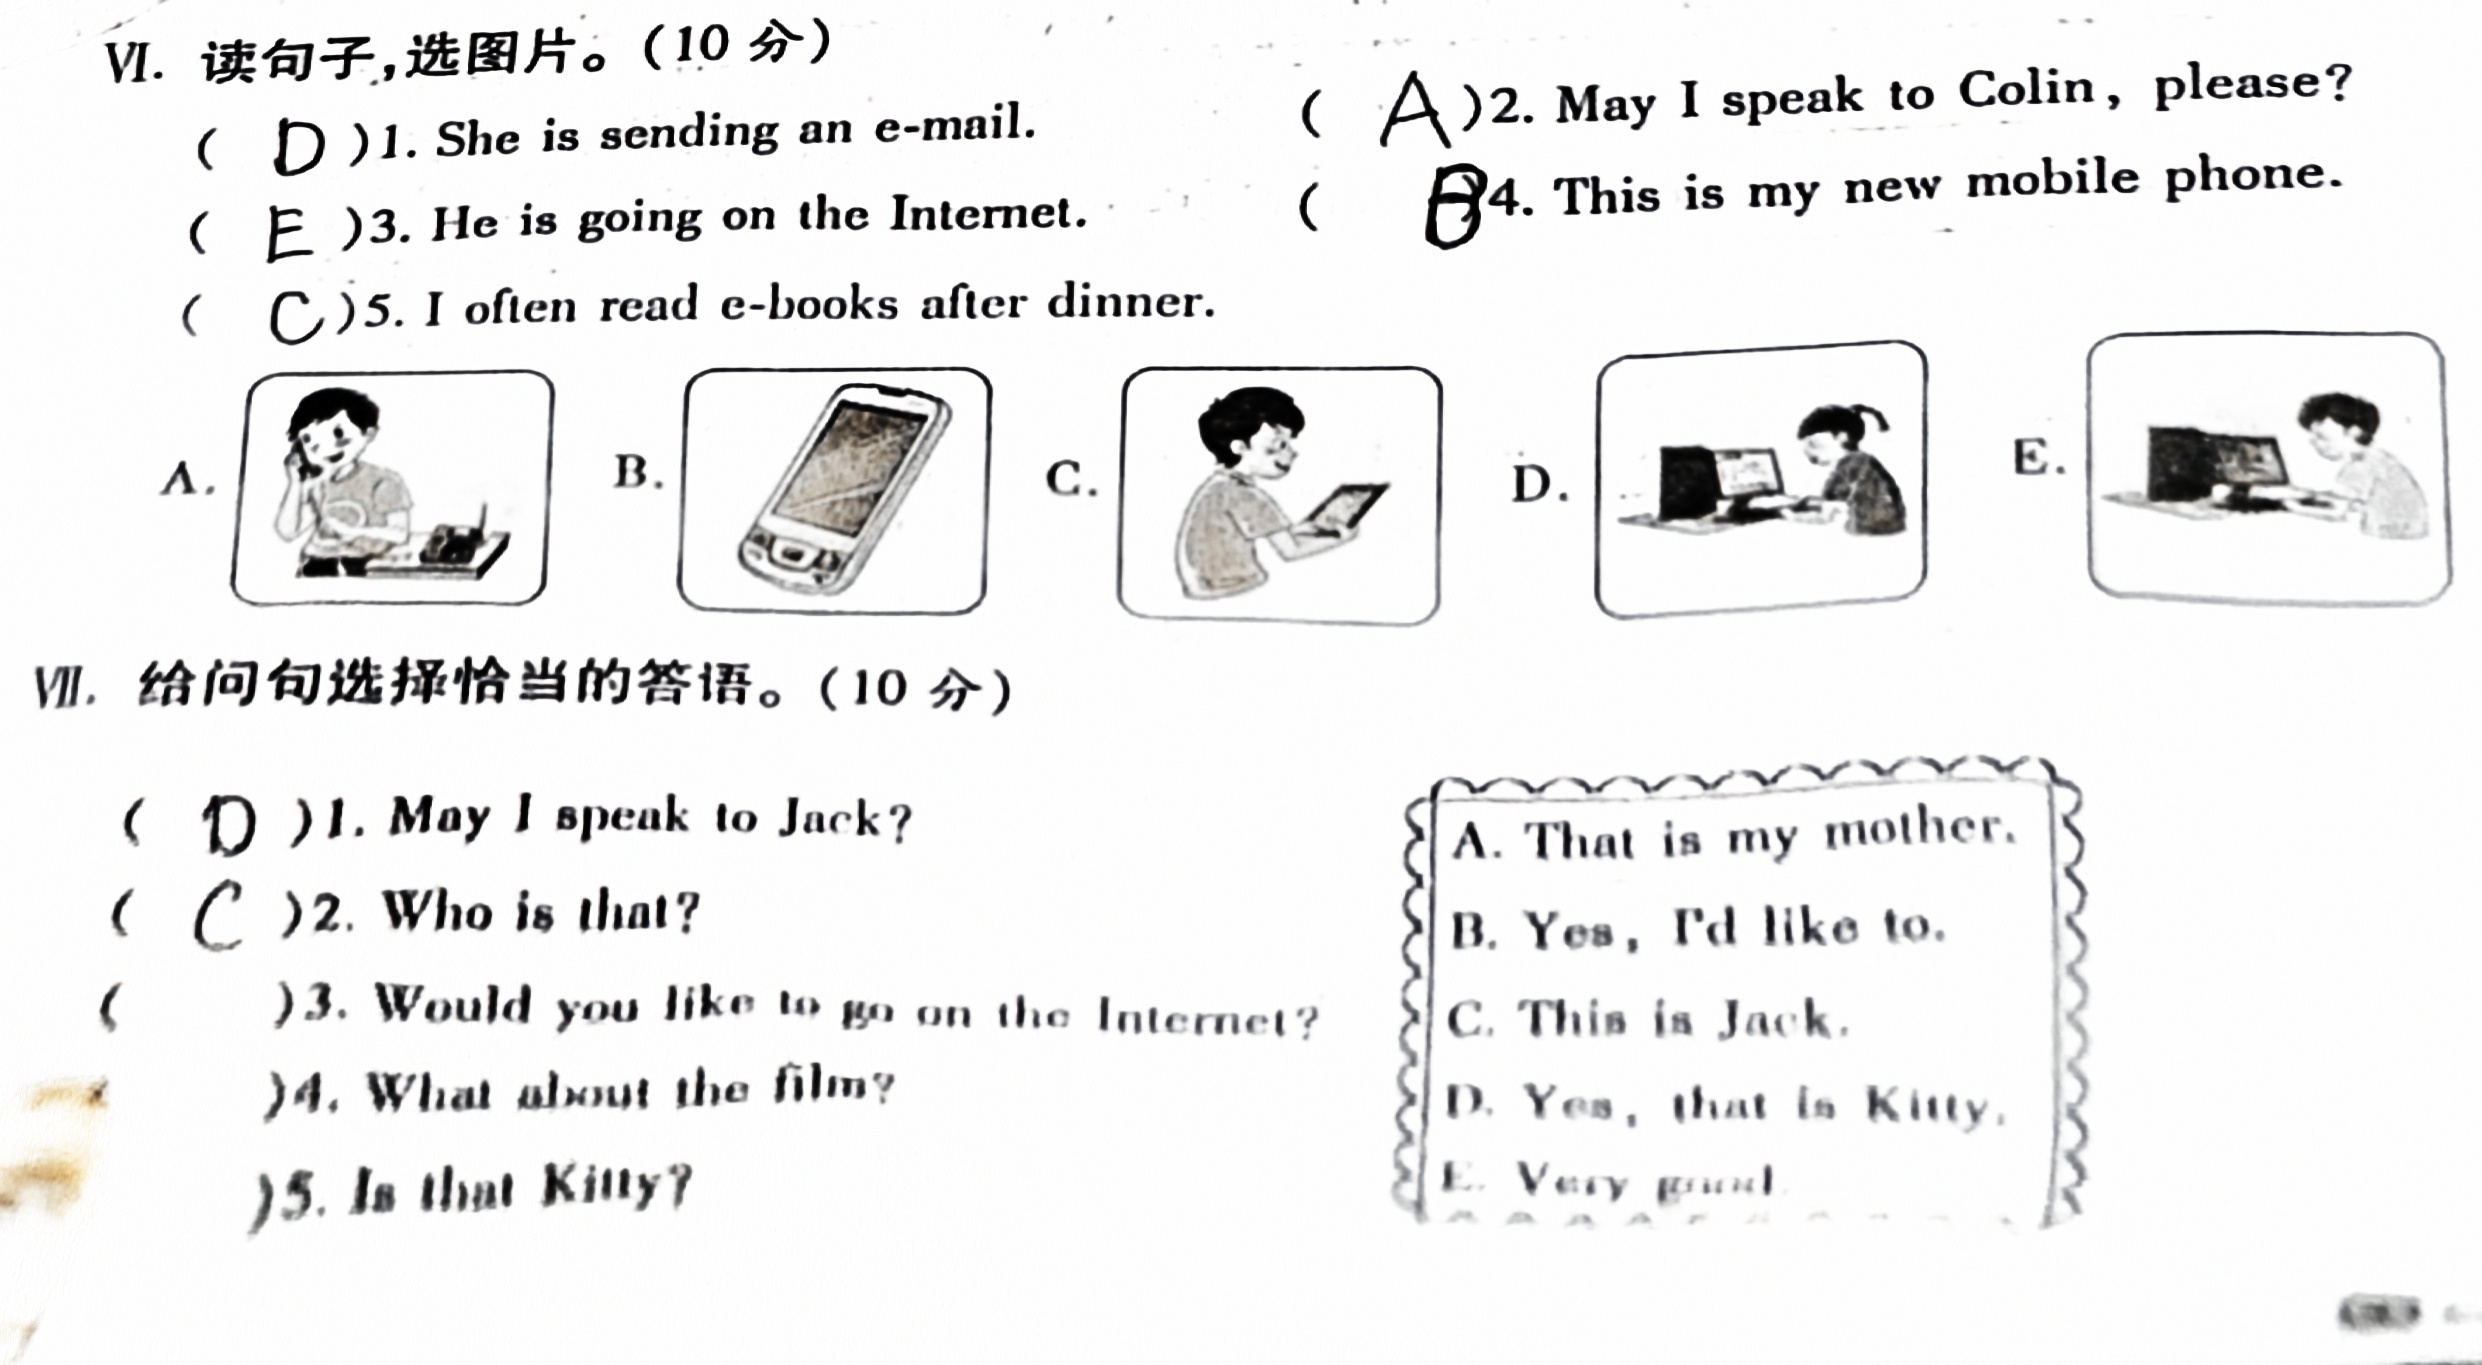 Ⅵ. 读句子,选图片。(10 分)
( D )1. She is sending an e-mail. ( A )2. May I speak to Colin, please?
( E )3. He is going on the Internet. ( B )4. This is my new mobile phone.
( C )5. I often read e-books after dinner.
A. B. C. D. E.
Ⅶ. 给问句选择恰当的答语。(10 分)
( D )1. May I speak to Jack?
( C )2. Who is that?
( )3. Would you like to go on the Internet?
)4. What about the film?
)5. Is that Kitty?
A. That is my mother.
B. Yes, I'd like to.
C. This is Jack.
D. Yes, that is Kitty.
E. Very good.